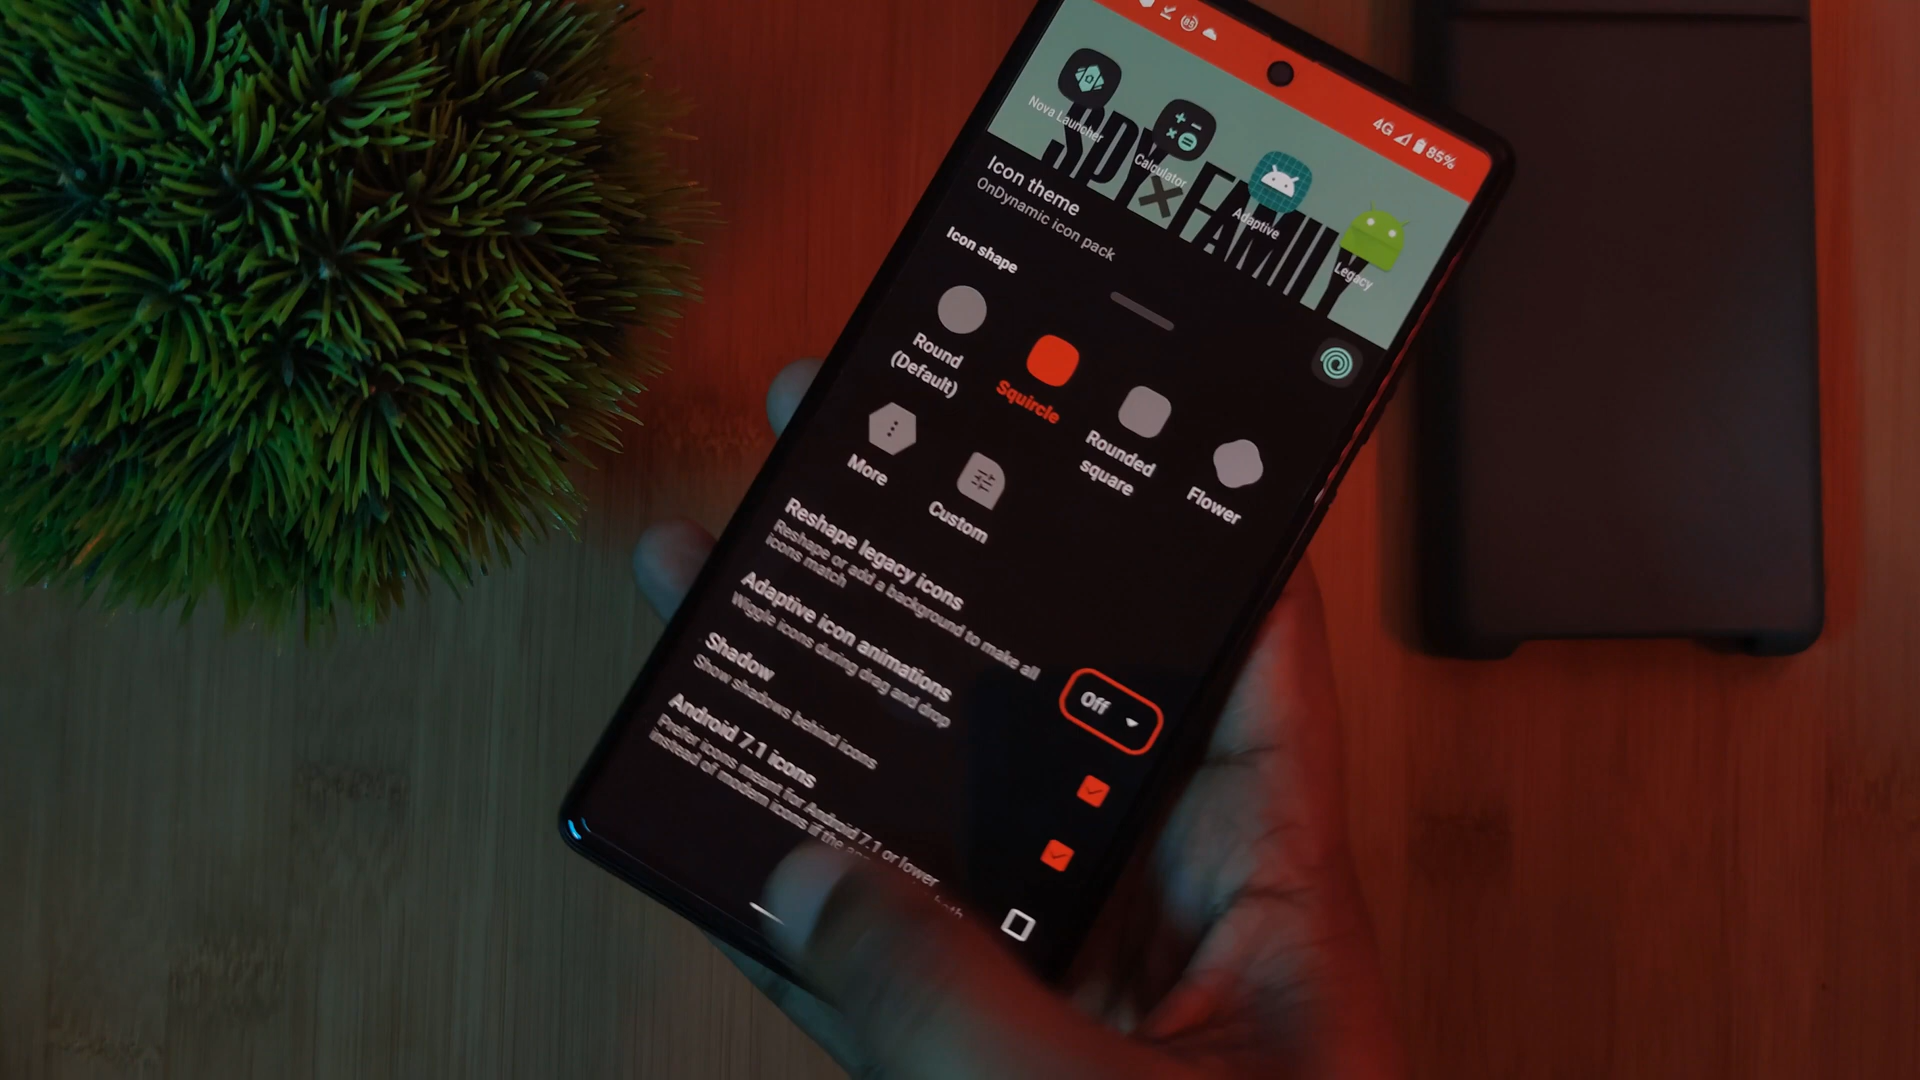 4G 85%
Nova Launcher
Calculator
Adaptive
Legacy
SPY×FAMILY
Icon theme
OnDynamic icon pack
Icon shape
Round
(Default)
Squircle
Rounded
square
Flower
More
Custom
Reshape legacy icons
Reshape or add a background to make all
icons match
Off
Adaptive icon animations
Wiggle icons during drag and drop
Shadow
Show shadows behind icons
Android 7.1 icons
Prefer icons meant for Android 7.1 or lower
instead of modern icons if the
both